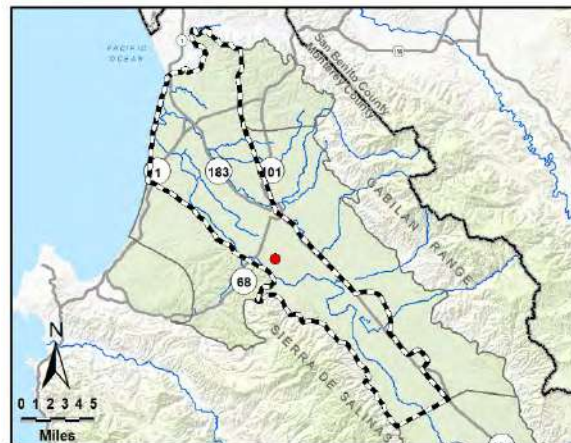 1
PACIFIC
OCEAN
San Benito County
Monterey County
1
183
101
GABILAN RANGE
68
SIERRA DE SALINAS
N
0 1 2 3 4 5
Miles